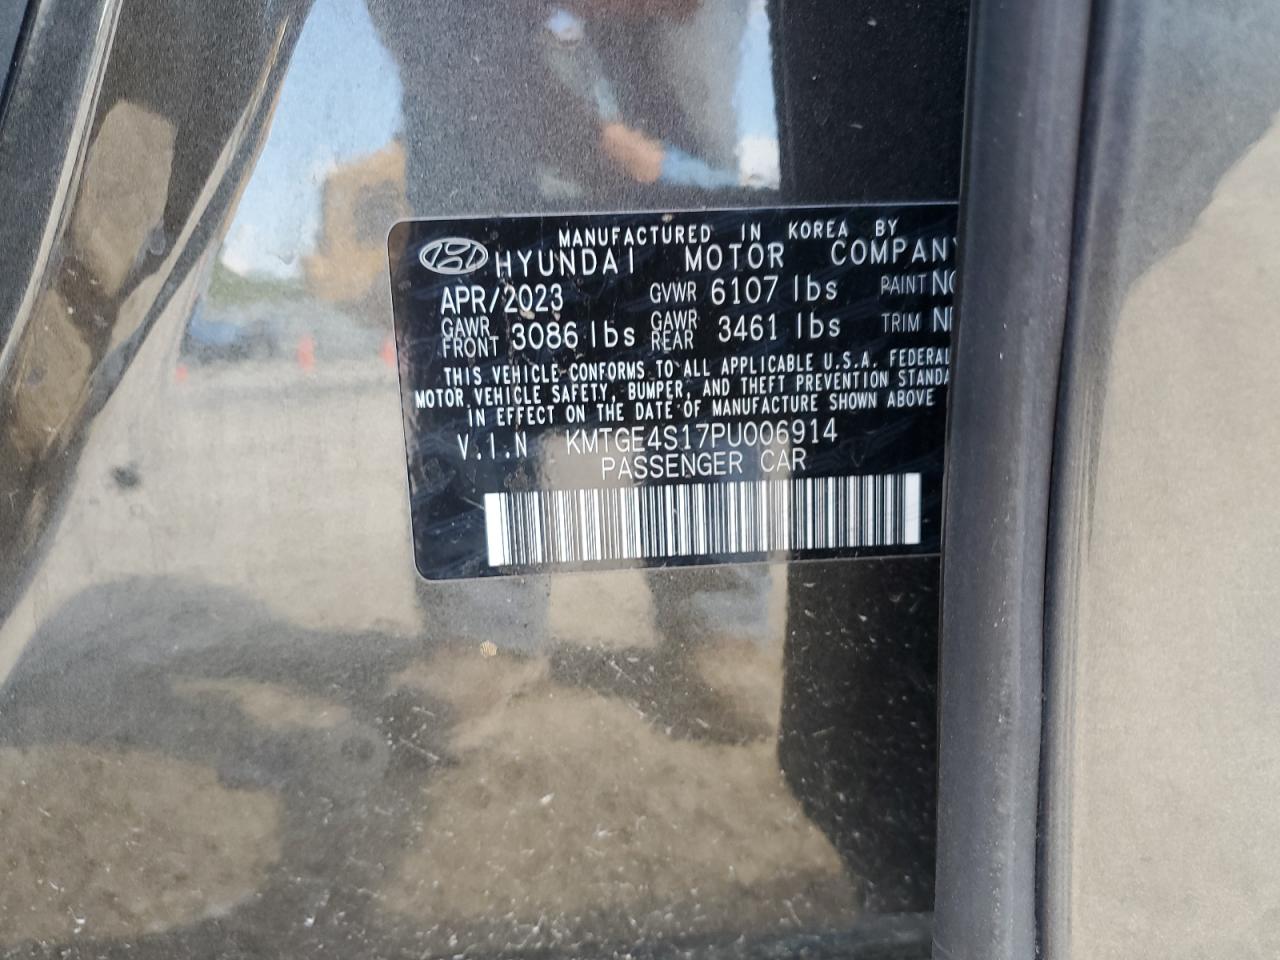 MANUFACTURED IN KOREA BY
HYUNDAI MOTOR COMPANY
APR/2023 GVWR 6107 lbs PAINT
GAWR FRONT 3086 lbs GAWR REAR 3461 lbs TRIM
THIS VEHICLE CONFORMS TO ALL APPLICABLE U.S.A. FEDERAL
MOTOR VEHICLE SAFETY, BUMPER, AND THEFT PREVENTION STANDA
IN EFFECT ON THE DATE OF MANUFACTURE SHOWN ABOVE
V.I.N KMTGE4S17PU006914
PASSENGER CAR